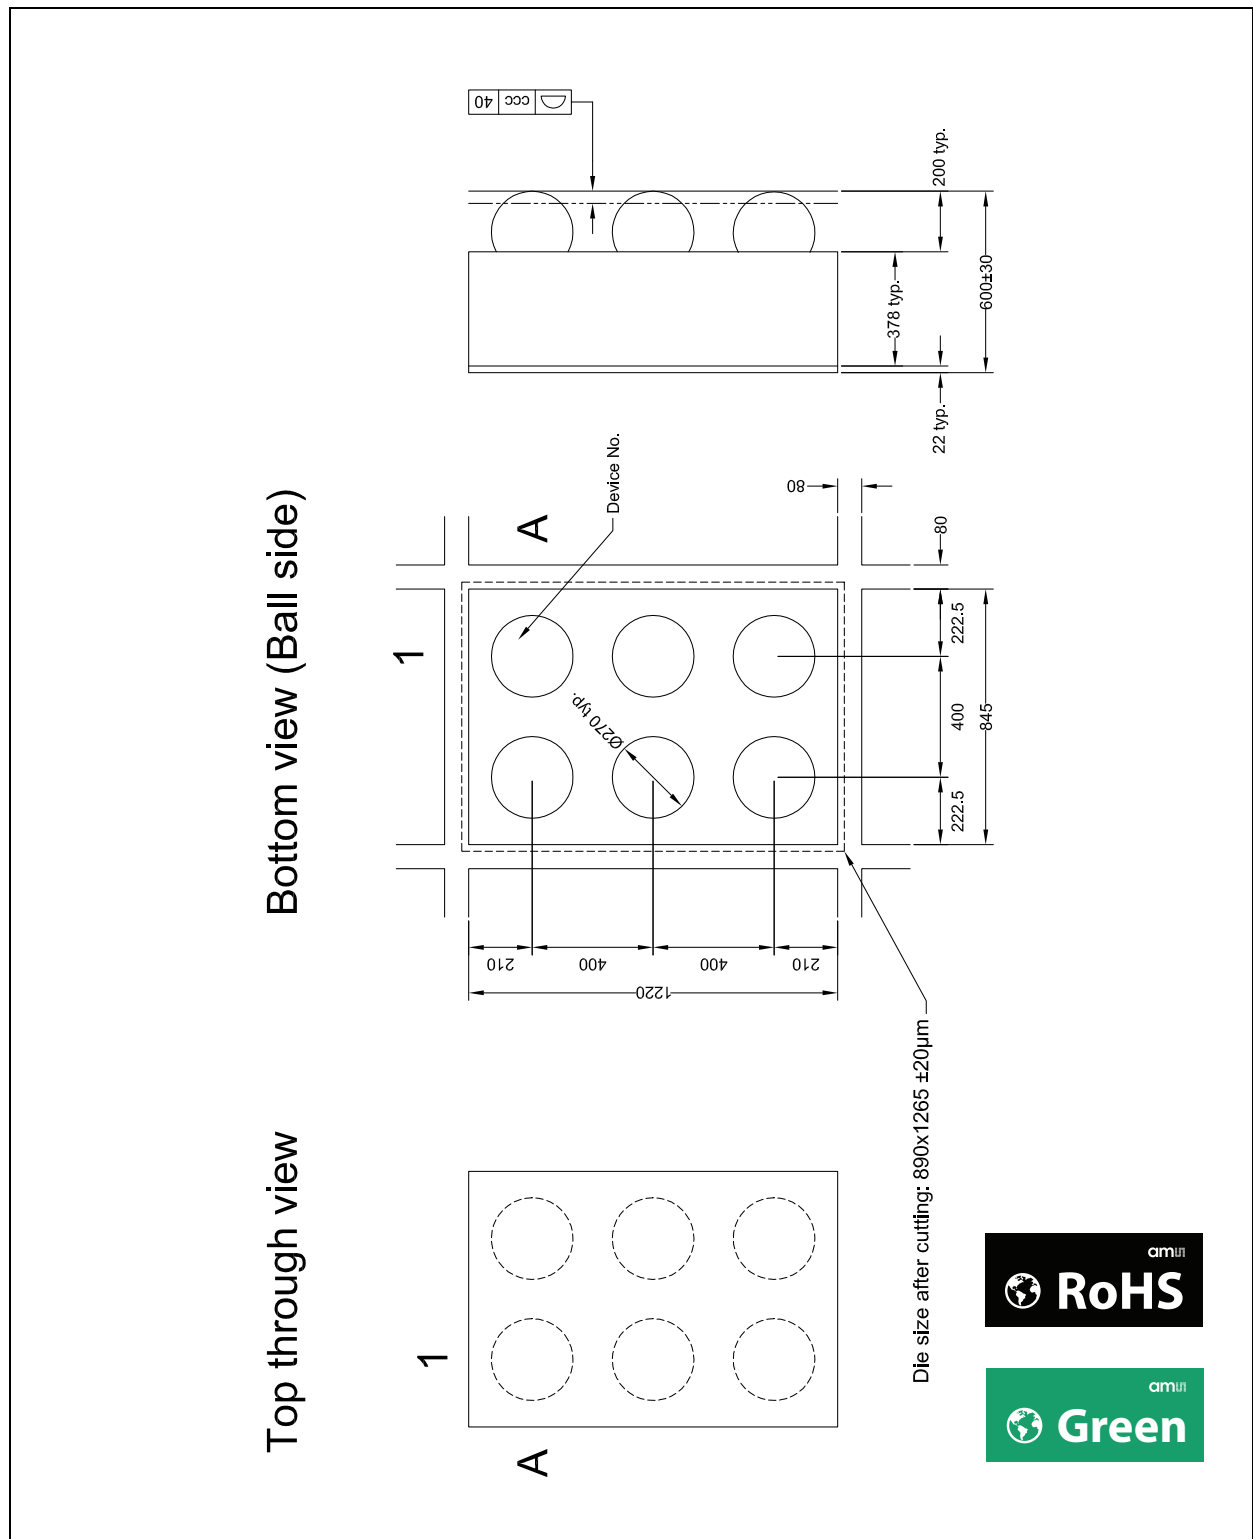 Top through view
1
A
Bottom view (Ball side)
1
A
Device No.
Ø270 typ.
210
400
400
210
1220
222.5
400
222.5
845
80
80
Die size after cutting: 890x1265 ±20µm
40 ccc
200 typ.
378 typ.
600±30
22 typ.
am
RoHS
am
Green